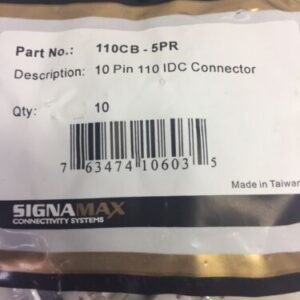 Part No.: 110CB - 5PR
Description: 10 Pin 110 IDC Connector
Qty: 10
7 63474 10603 5
Made in Taiwan
SIGNAMAX
CONNECTIVITY SYSTEMS